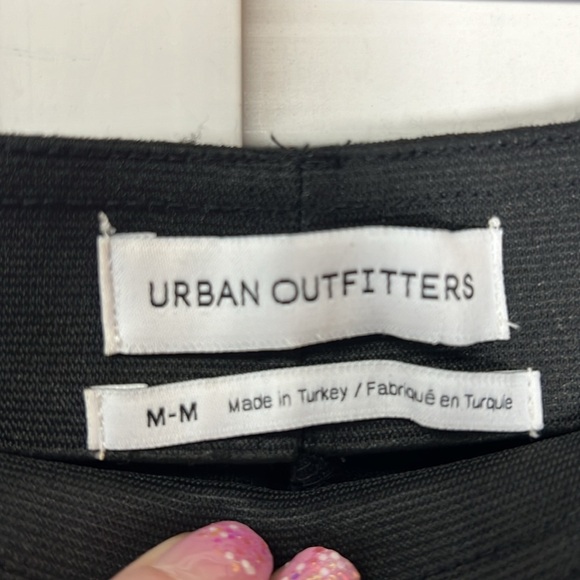 URBAN OUTFITTERS
M-M Made in Turkey / Fabriqué en Turquie